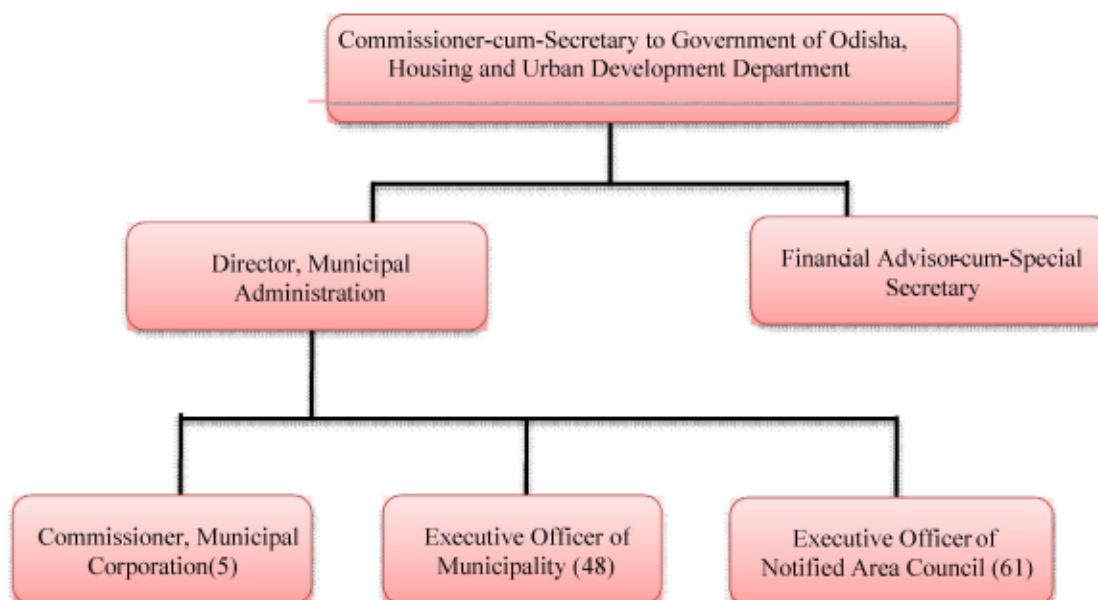 Commissioner-cum-Secretary to Government of Odisha,
Housing and Urban Development Department
Director, Municipal
Administration
Financial Advisor-cum-Special
Secretary
Commissioner, Municipal
Corporation(5)
Executive Officer of
Municipality (48)
Executive Officer of
Notified Area Council (61)